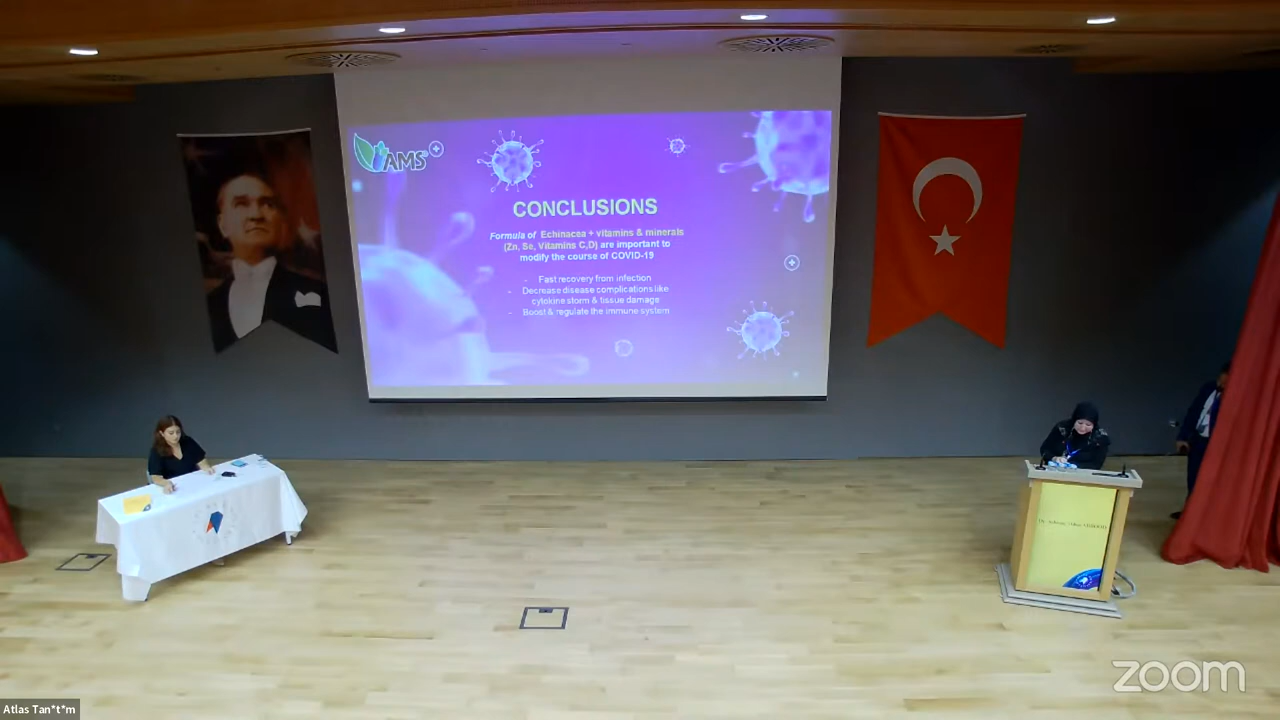 AMS
CONCLUSIONS
Formula of Echinacea + vitamins & minerals
(Zn, Se, Vitamins C,D) are important to
modify the course of COVID-19
- Fast recovery from infection
- Decrease disease complications like
cytokine storm & tissue damage
- Boost & regulate the immune system
zoom
Atlas Tan*t*m